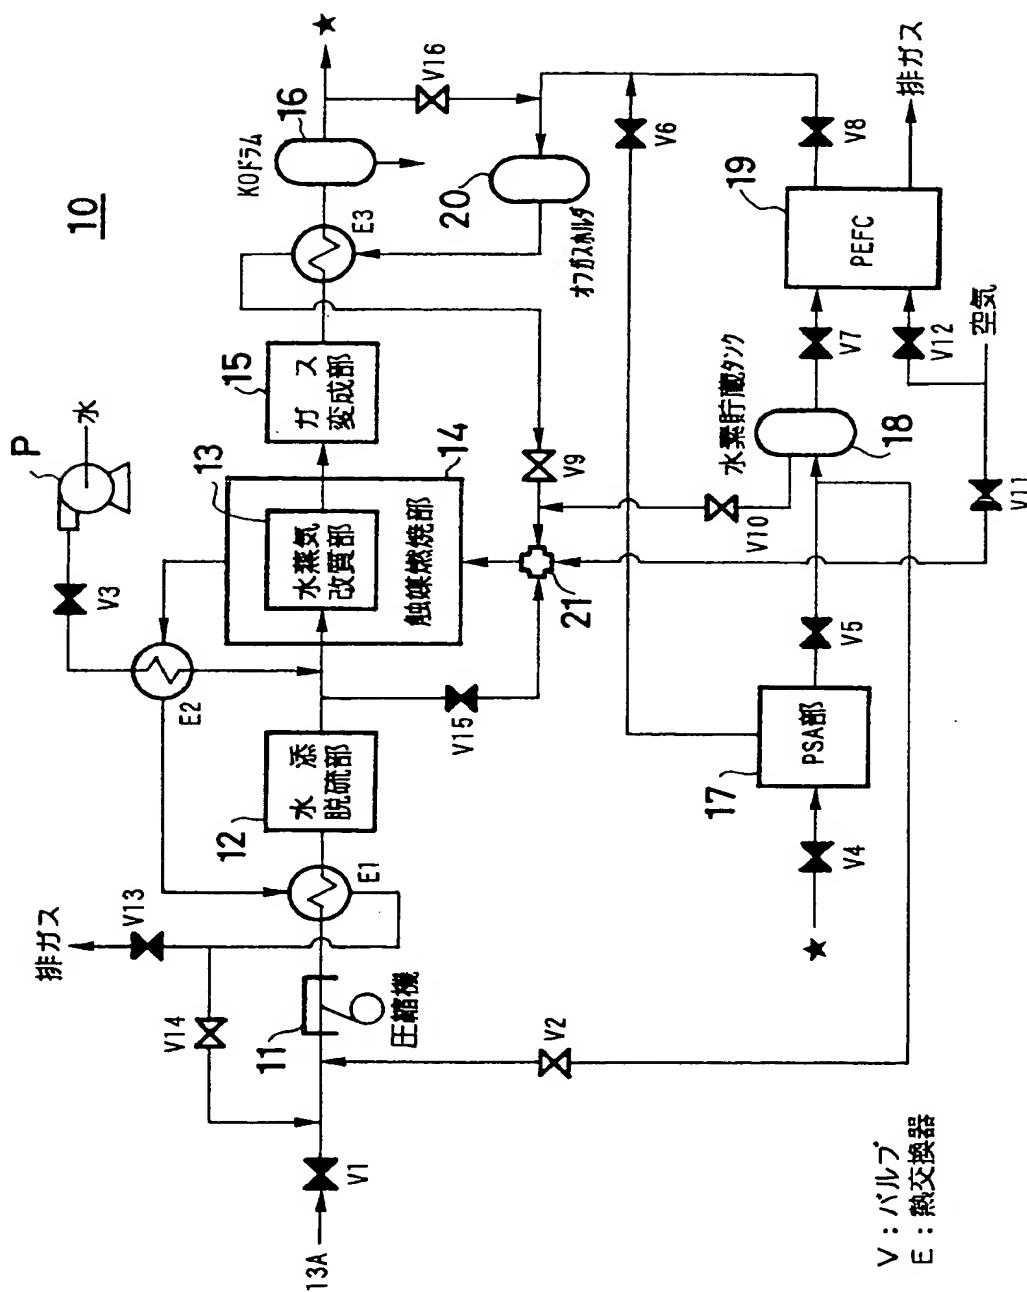 10
P
水
V3
E2
排ガス
V13
V14
13A
V1
11
圧縮機
E1
12
水 添
脱硫部
13
水蒸気
改質部
14
触媒燃焼部
15
ガ ス
変成部
E3
KOドラム
16
★
V16
20
オフガスホルダ
V15
21
V9
V10
V2
V6
★
V4
17
PSA部
V5
水素貯蔵タンク
18
V7
19
PEFC
V8
排ガス
V12
空気
V11
V:バルブ
E:熱交換器